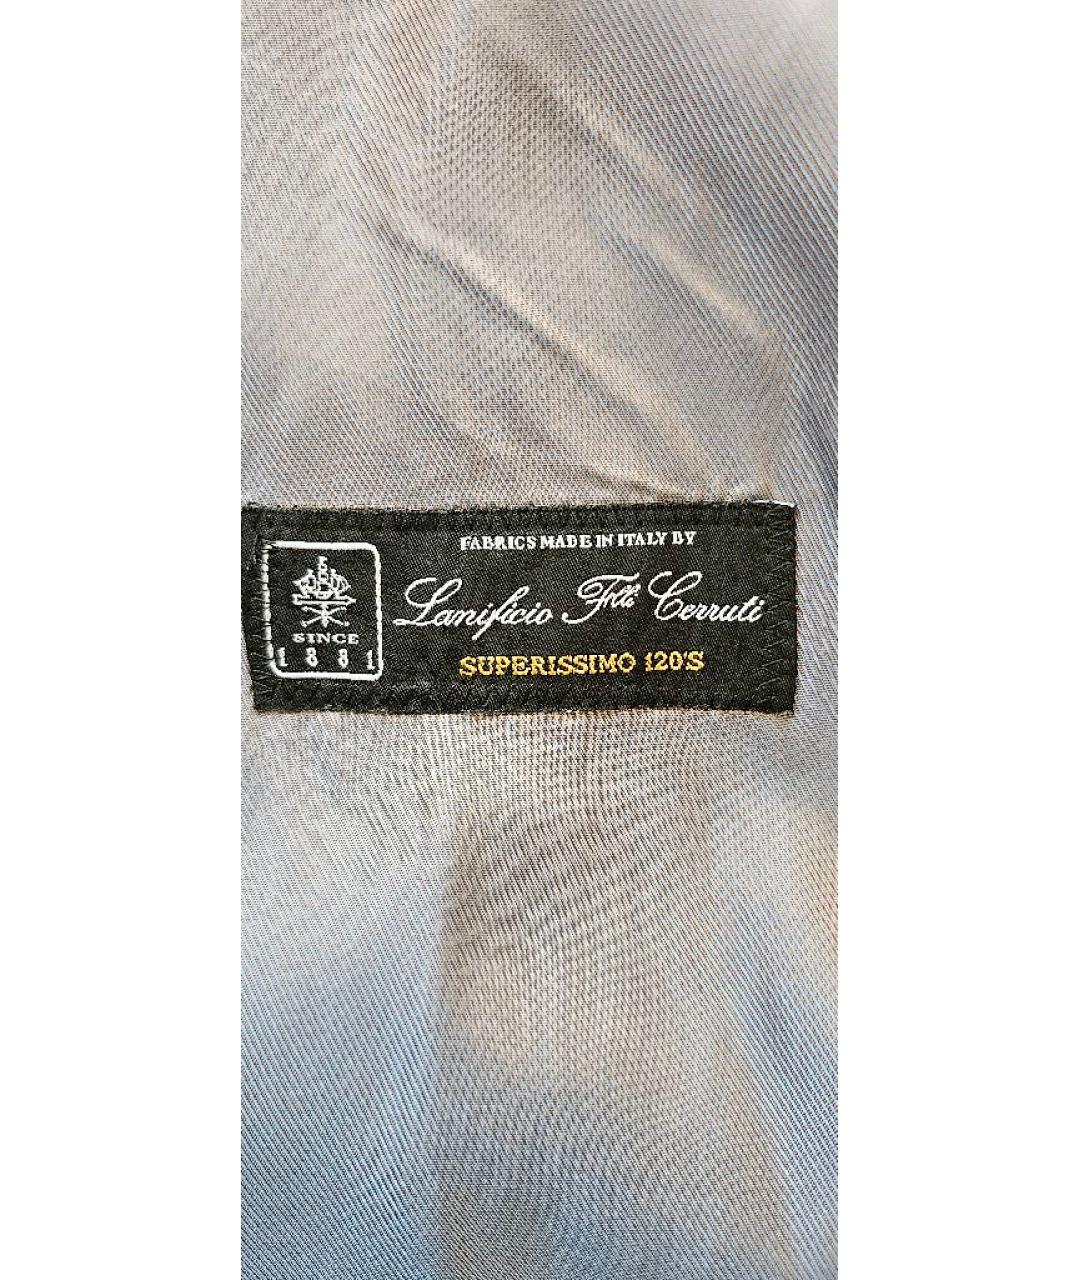 FABRICS MADE IN ITALY BY
Lanificio F.lli Cerruti
SUPERISSIMO 120'S
SINCE
1881